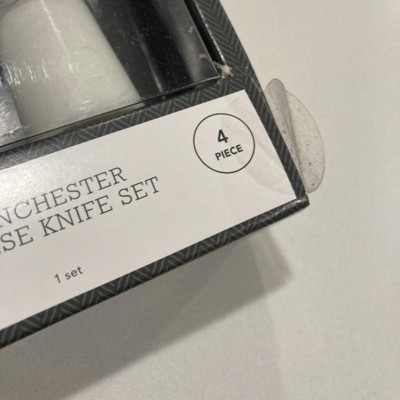 4
PIECE
NCHESTER
SE KNIFE SET
1 set